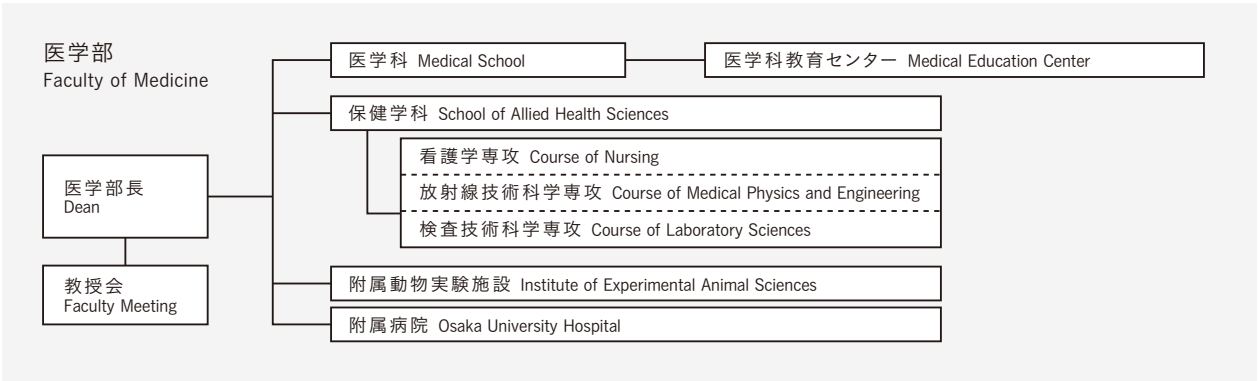 医学部
Faculty of Medicine
医学科 Medical School
医学科教育センター Medical Education Center
保健学科 School of Allied Health Sciences
看護学専攻 Course of Nursing
放射線技術科学専攻 Course of Medical Physics and Engineering
検査技術科学専攻 Course of Laboratory Sciences
医学部長
Dean
教授会
Faculty Meeting
附属動物実験施設 Institute of Experimental Animal Sciences
附属病院 Osaka University Hospital